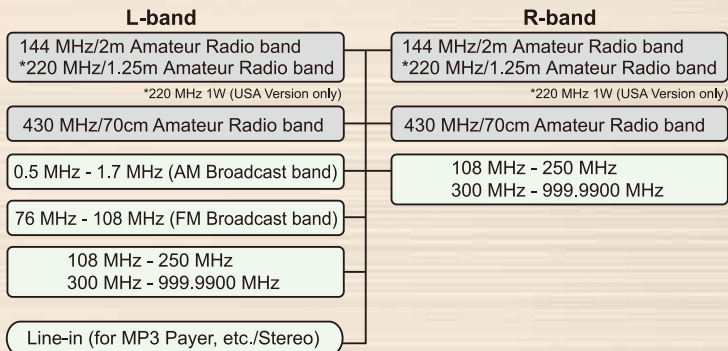 L-band
144 MHz/2m Amateur Radio band
*220 MHz/1.25m Amateur Radio band
*220 MHz 1W (USA Version only)
430 MHz/70cm Amateur Radio band
0.5 MHz - 1.7 MHz (AM Broadcast band)
76 MHz - 108 MHz (FM Broadcast band)
108 MHz - 250 MHz
300 MHz - 999.9900 MHz
Line-in (for MP3 Payer, etc./Stereo)
R-band
144 MHz/2m Amateur Radio band
*220 MHz/1.25m Amateur Radio band
*220 MHz 1W (USA Version only)
430 MHz/70cm Amateur Radio band
108 MHz - 250 MHz
300 MHz - 999.9900 MHz